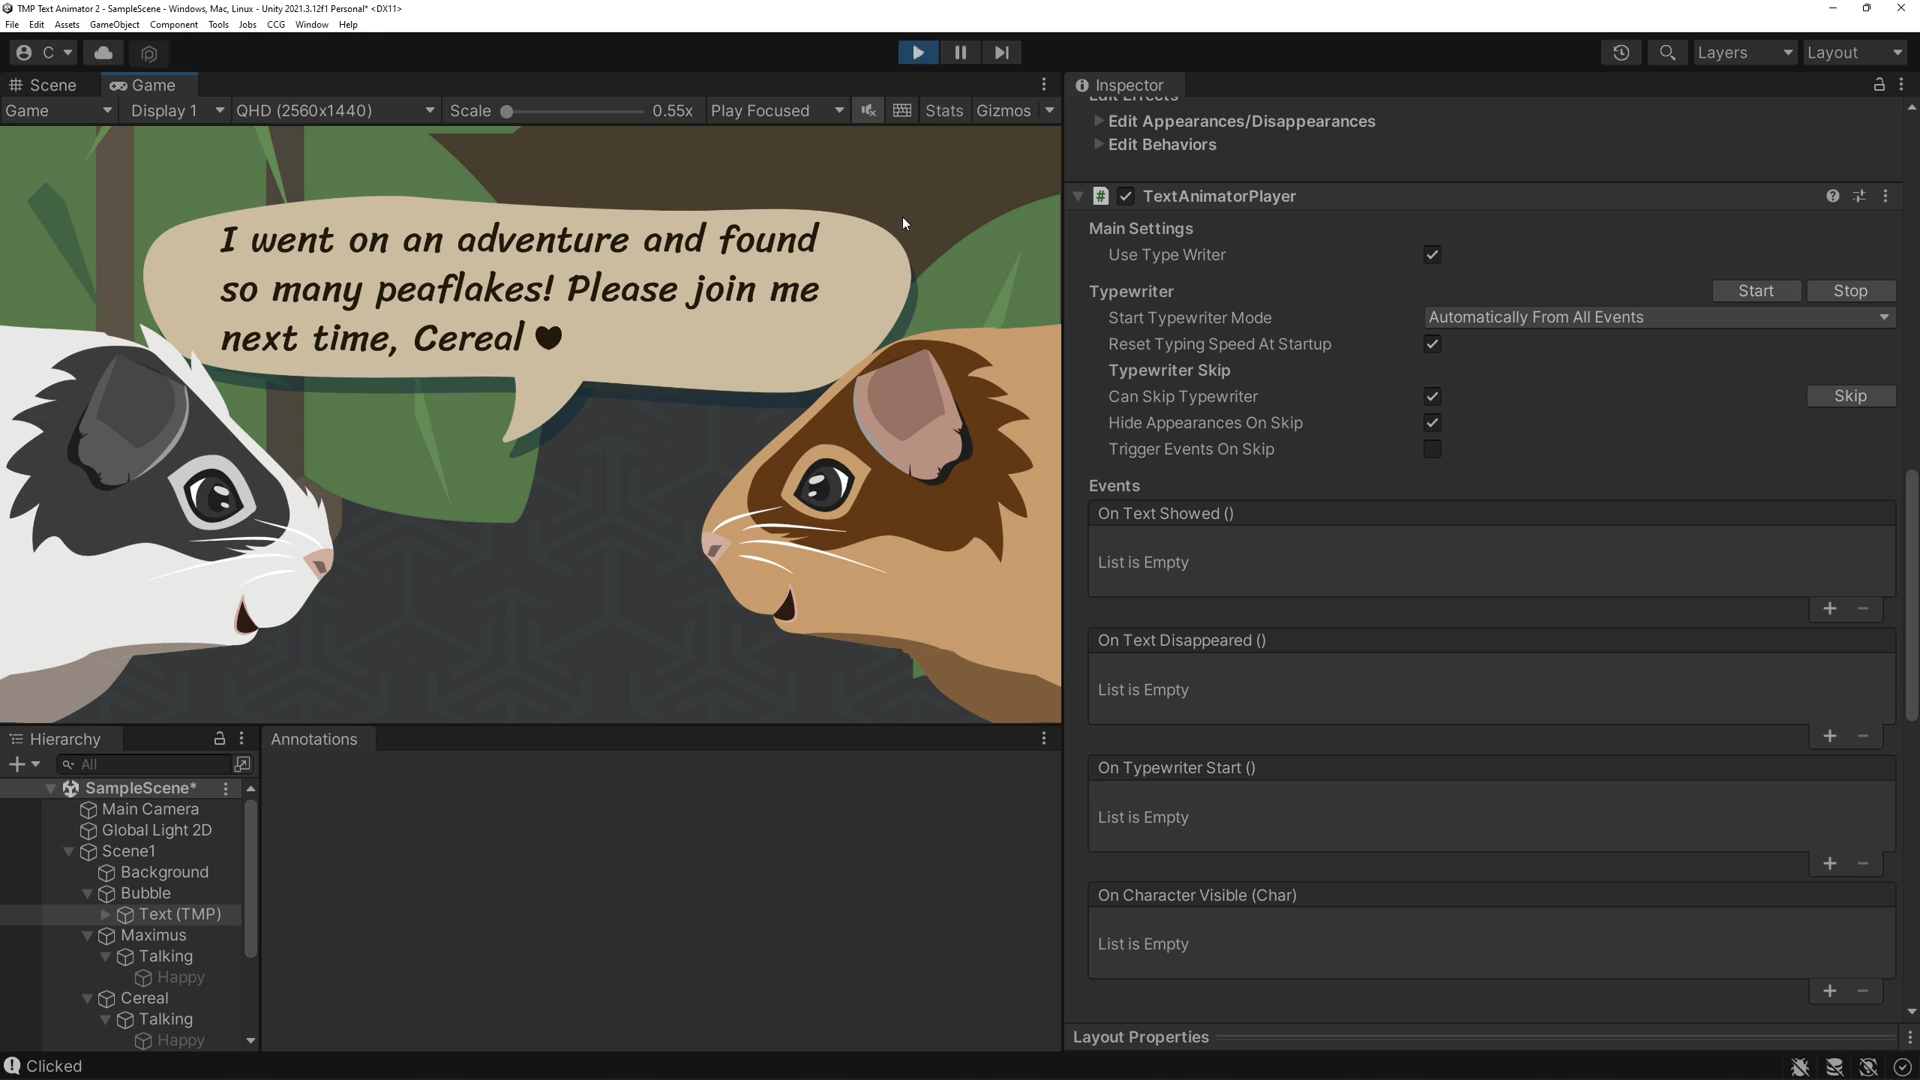 TMP Text Animator 2 - SampleScene - Windows, Mac, Linux - Unity 2021.3.12f1 Personal* <DX11>
File Edit Assets GameObject Component Tools Jobs CCG Window Help
C Layers Layout
Scene Game
Game Display 1 QHD (2560x1440) Scale 0.55x Play Focused Stats Gizmos
I went on an adventure and found
so many peaflakes! Please join me
next time, Cereal ♥
Hierarchy
All
SampleScene*
Main Camera
Global Light 2D
Scene1
Background
Bubble
Text (TMP)
Maximus
Talking
Happy
Cereal
Talking
Happy
Annotations
Inspector
Edit Effects
Edit Appearances/Disappearances
Edit Behaviors
# TextAnimatorPlayer
Main Settings
Use Type Writer
Typewriter Start Stop
Start Typewriter Mode Automatically From All Events
Reset Typing Speed At Startup
Typewriter Skip
Can Skip Typewriter Skip
Hide Appearances On Skip
Trigger Events On Skip
Events
On Text Showed ()
List is Empty
+ −
On Text Disappeared ()
List is Empty
+ −
On Typewriter Start ()
List is Empty
+ −
On Character Visible (Char)
List is Empty
+ −
Layout Properties
Clicked